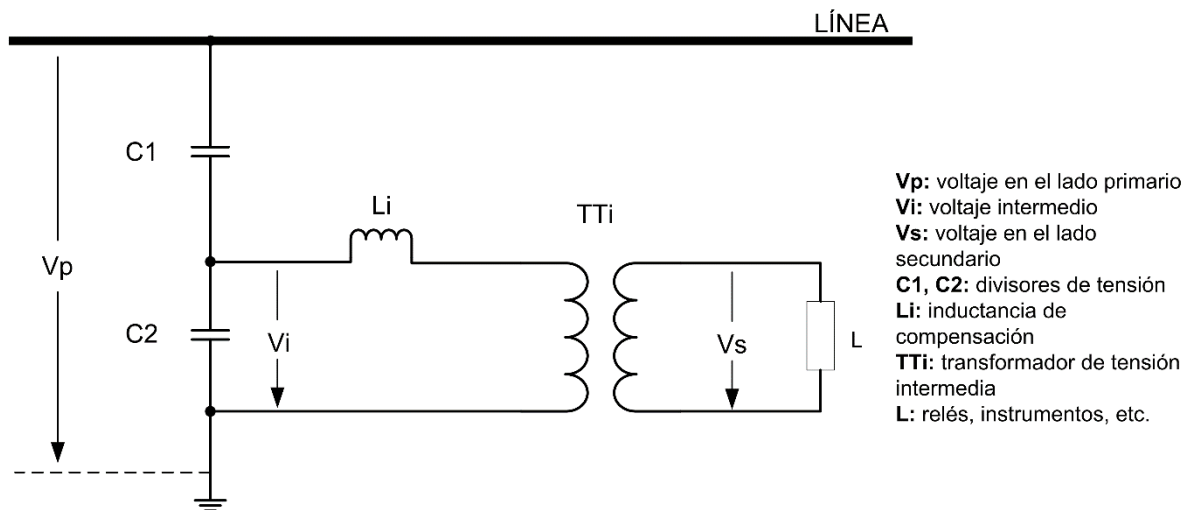 LÍNEA
C1
Li
TTi
Vp
C2
Vi
Vs
L
Vp: voltaje en el lado primario
Vi: voltaje intermedio
Vs: voltaje en el lado
secundario
C1, C2: divisores de tensión
Li: inductancia de
compensación
TTi: transformador de tensión
intermedia
L: relés, instrumentos, etc.